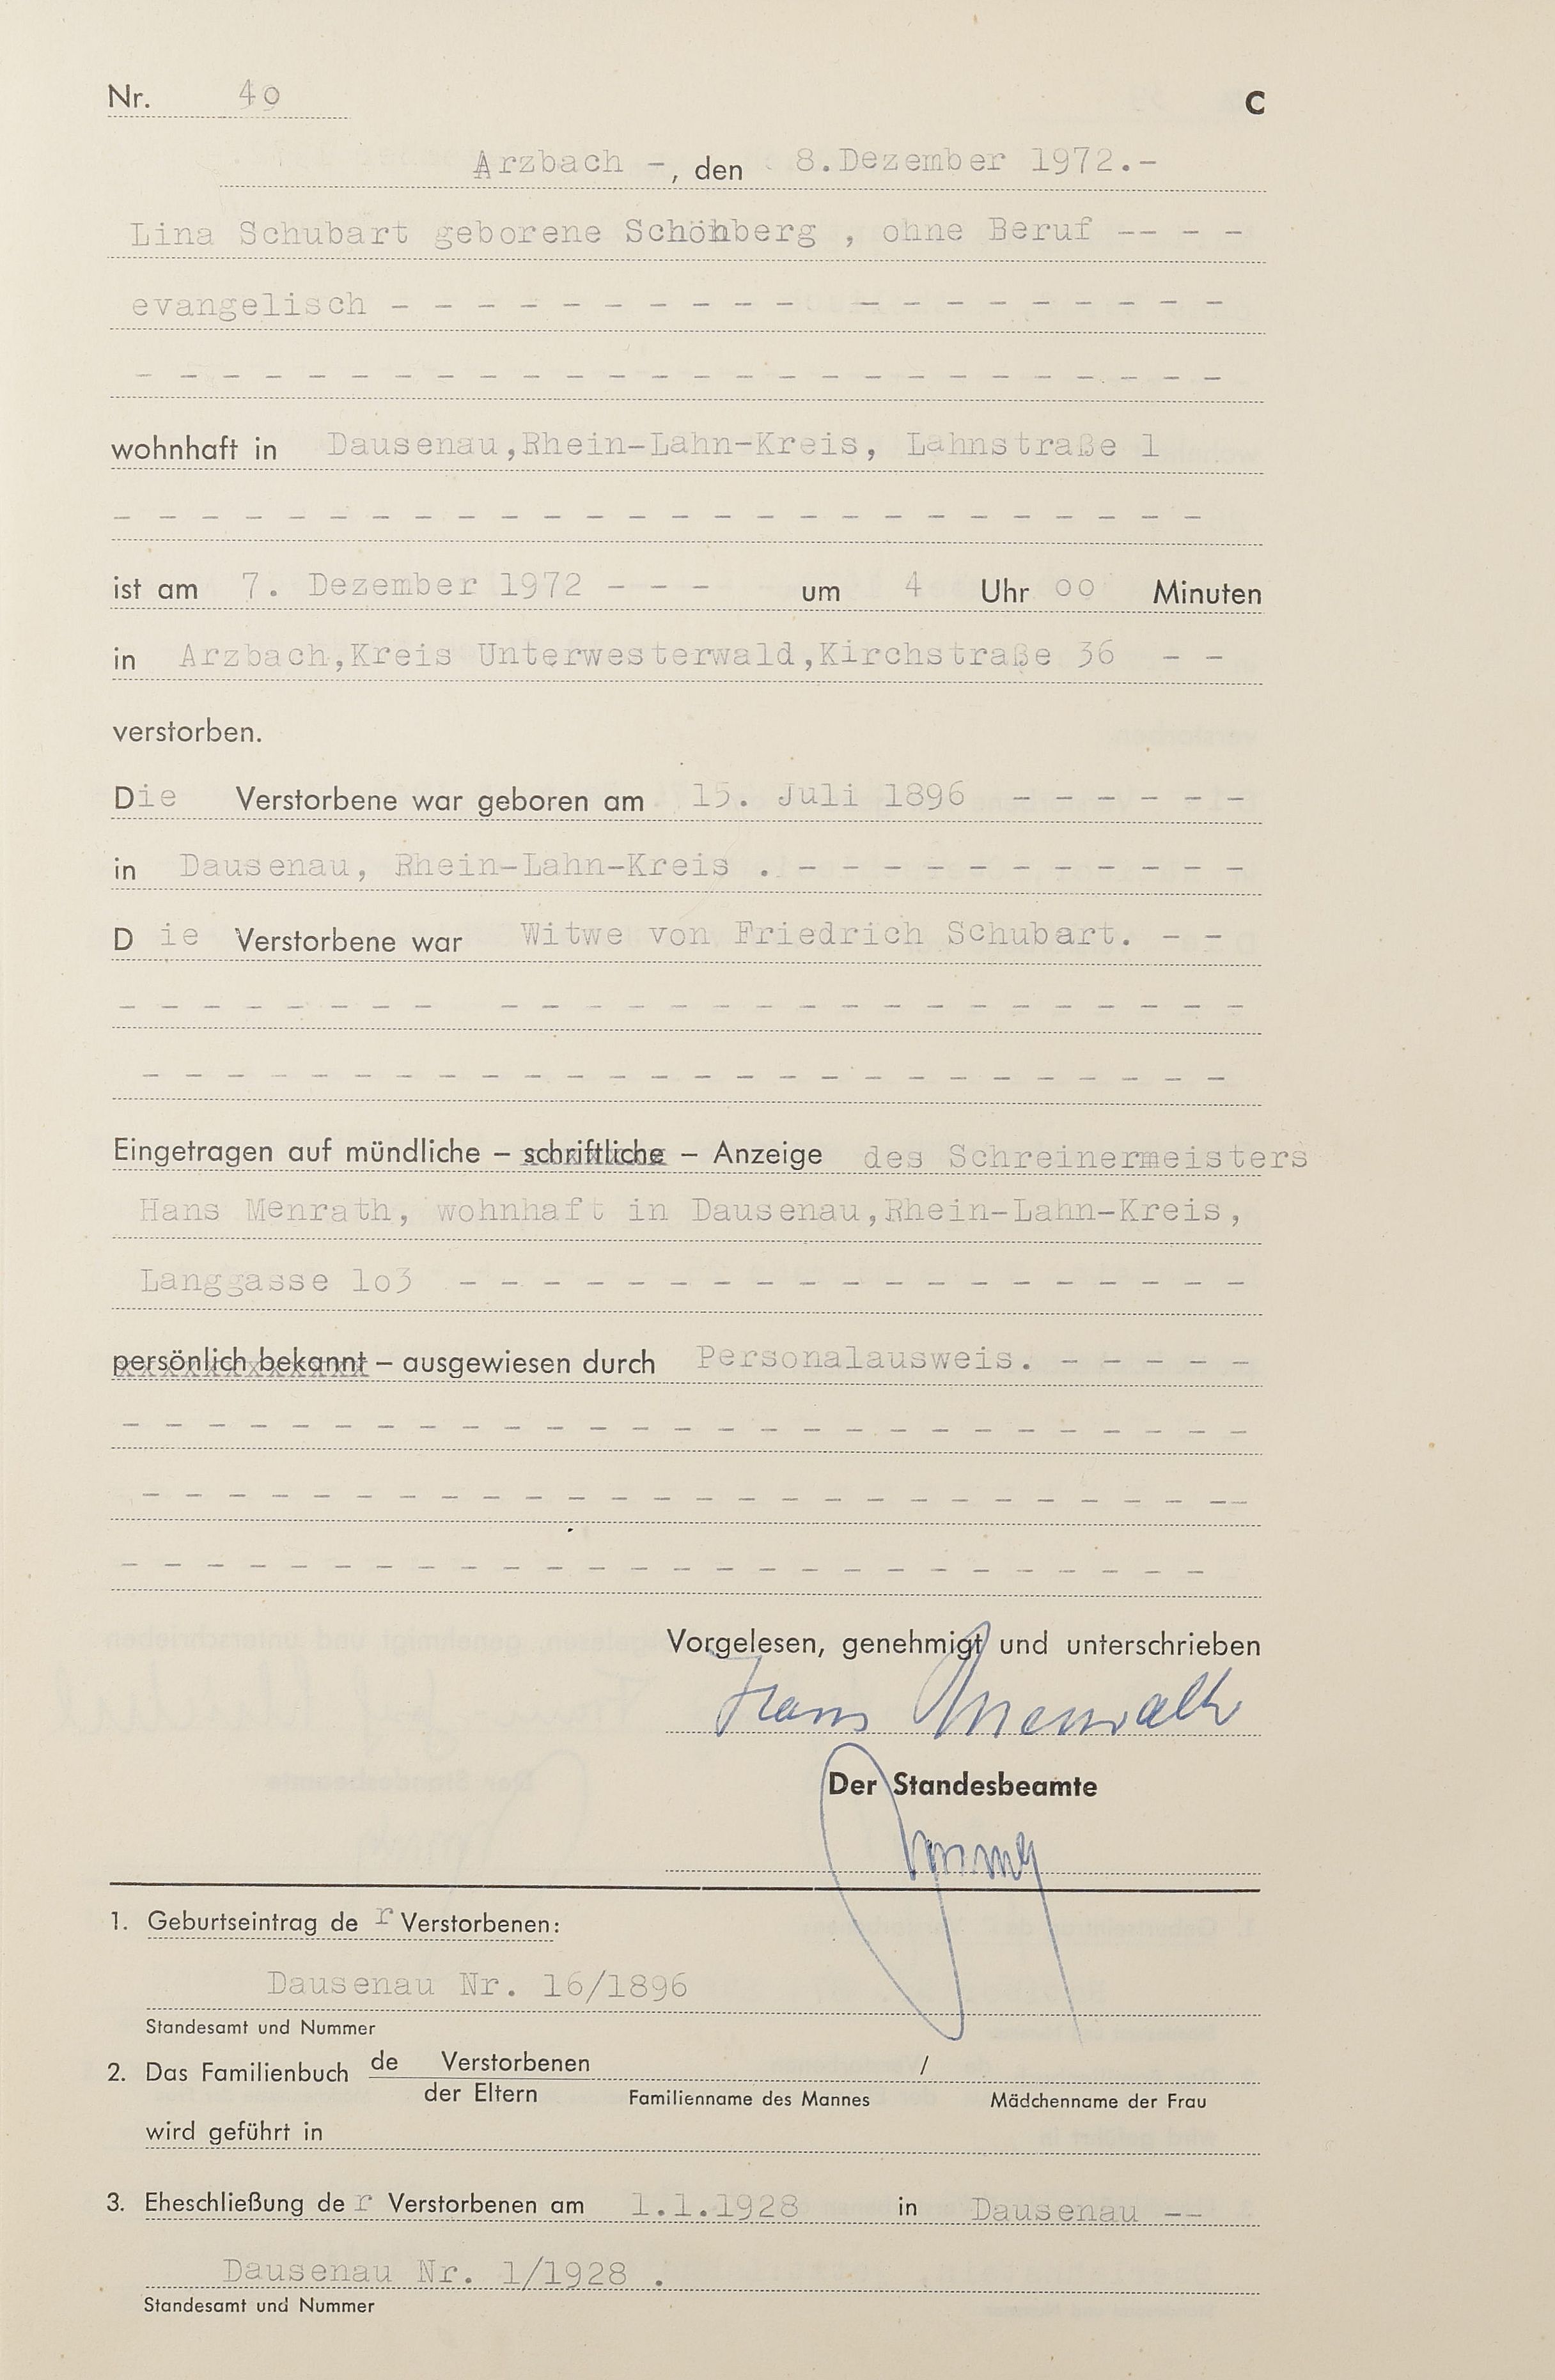 Nr. 4o C
Arzbach -, den 8.Dezember 1972.-
Lina Schubart geborene Schönberg , ohne Beruf -- - -
evangelisch - - - - - - - - - - - - - - - - - - -
- - - - - - - - - - - - - - - - - - - - - - - - - -
wohnhaft in Dausenau,Rhein-Lahn-Kreis, Lahnstraße 1
- - - - - - - - - - - - - - - - - - - - - - - - - -
ist am 7. Dezember 1972 - - - um 4 Uhr oo Minuten
in Arzbach,Kreis Unterwesterwald,Kirchstraße 36 - -
verstorben.
Die Verstorbene war geboren am 15. Juli 1896 - - - - - -
in Dausenau, Rhein-Lahn-Kreis . - - - - - - - - - - -
Die Verstorbene war Witwe von Friedrich Schubart. - -
- - - - - - - - - - - - - - - - - - - - - - - - - -
- - - - - - - - - - - - - - - - - - - - - - - - - -
Eingetragen auf mündliche – schriftliche – Anzeige des Schreinermeisters
Hans Menrath, wohnhaft in Dausenau,Rhein-Lahn-Kreis,
Langgasse 1o3 - - - - - - - - - - - - - - - - - - -
persönlich bekannt – ausgewiesen durch Personalausweis. - - - - -
- - - - - - - - - - - - - - - - - - - - - - - - - - -
- - - - - - - - - - - - - - - - - - - - - - - - - - -
- - - - - - - - - - - - - - - - - - - - - - - - - -
Vorgelesen, genehmigt und unterschrieben
Hans Menrath
Der Standesbeamte
1. Geburtseintrag der Verstorbenen:
Dausenau Nr. 16/1896
Standesamt und Nummer
2. Das Familienbuch de Verstorbenen /
der Eltern Familienname des Mannes Mädchenname der Frau
wird geführt in
3. Eheschließung der Verstorbenen am 1.1.1928 in Dausenau --
Dausenau Nr. 1/1928 .
Standesamt und Nummer